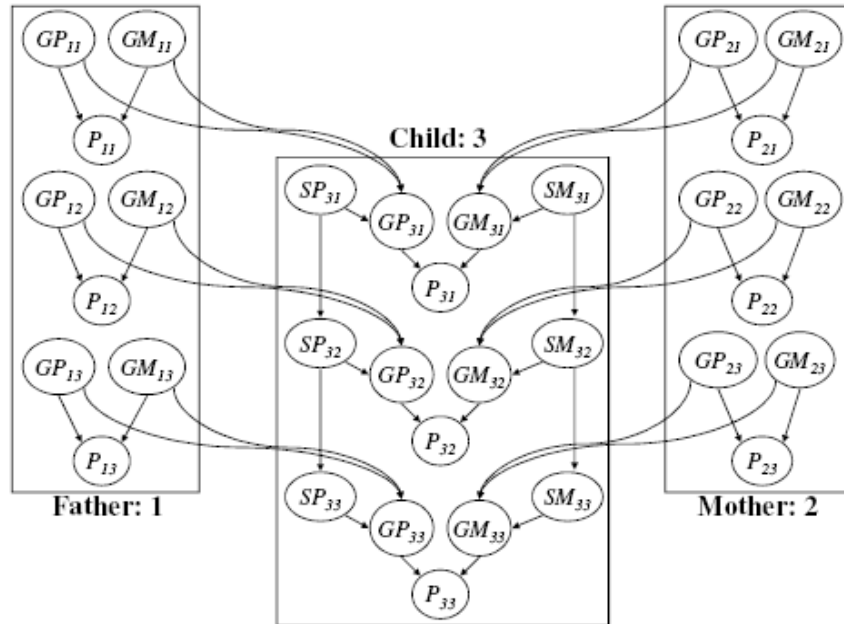 GP11 GM11 GP21 GM21
P11 P21
Child: 3
SP31 SM31
GP12 GM12 GP22 GM22
GP31 GM31
P31
P12 P22
SP32 SM32
GP13 GM13 GP23 GM23
GP32 GM32
P32
P13 P23
SP33 SM33
Father: 1 Mother: 2
GP33 GM33
P33